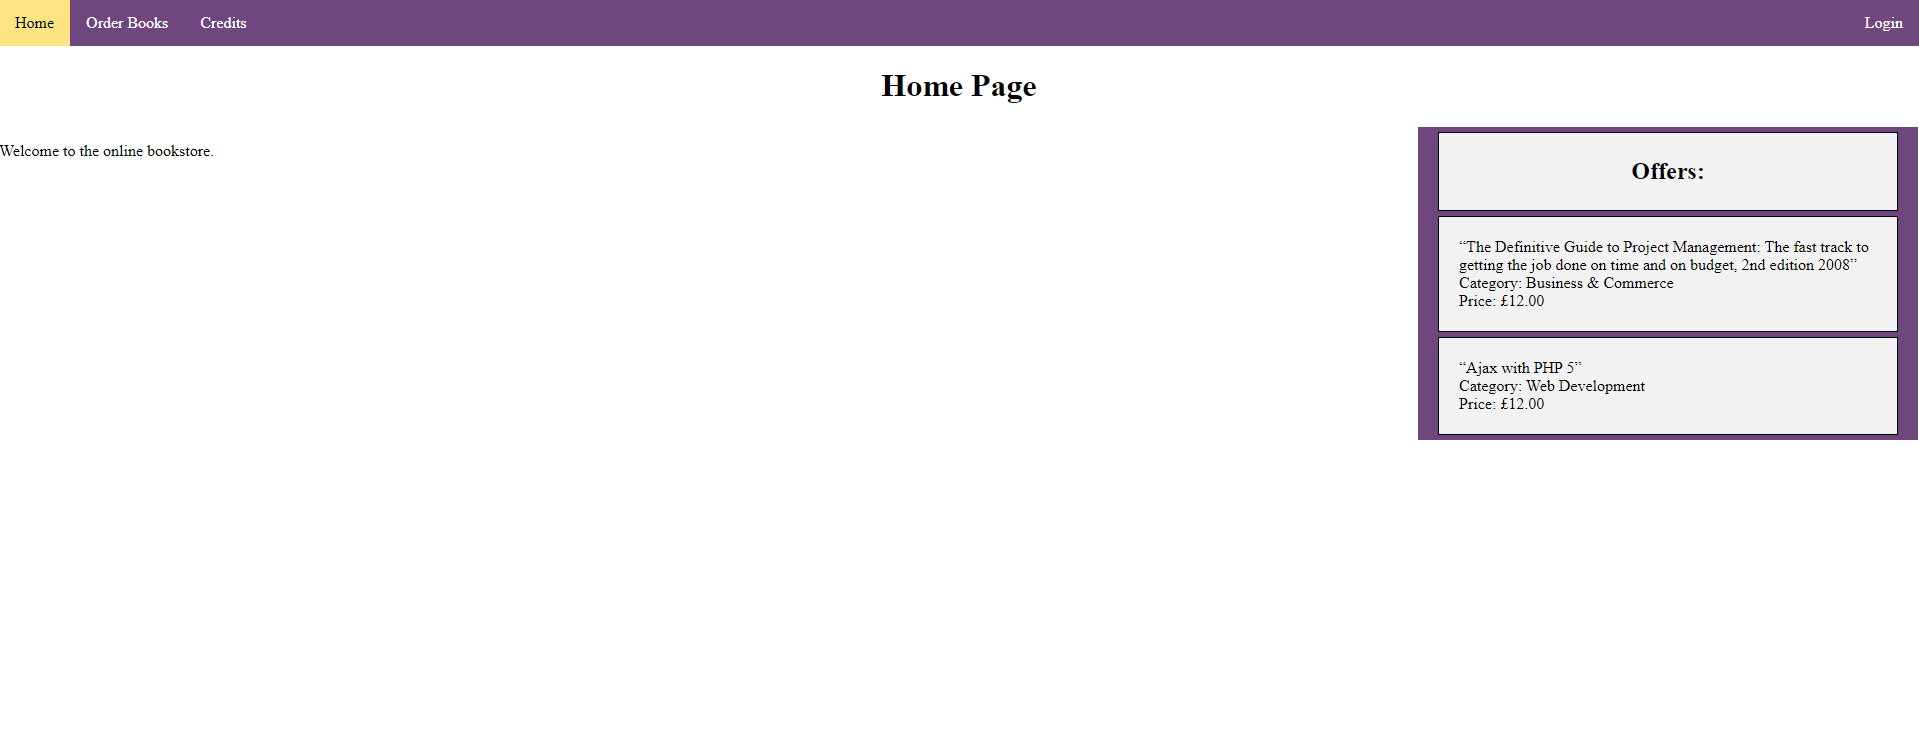 Home
Order Books
Credits
Login
Home Page
Welcome to the online bookstore.
Offers:
“The Definitive Guide to Project Management: The fast track to
getting the job done on time and on budget, 2nd edition 2008”
Category: Business & Commerce
Price: £12.00
“Ajax with PHP 5”
Category: Web Development
Price: £12.00